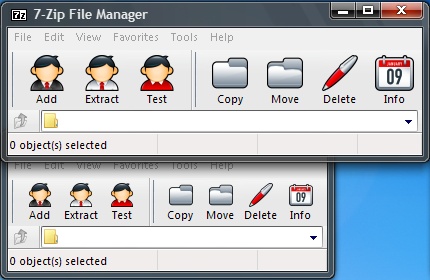 7z 7-Zip File Manager
File Edit View Favorites Tools Help
JANUARY
09
Add Extract Test Copy Move Delete Info
0 object(s) selected
File Edit View Favorites Tools Help
09
Add Extract Test Copy Move Delete Info
0 object(s) selected